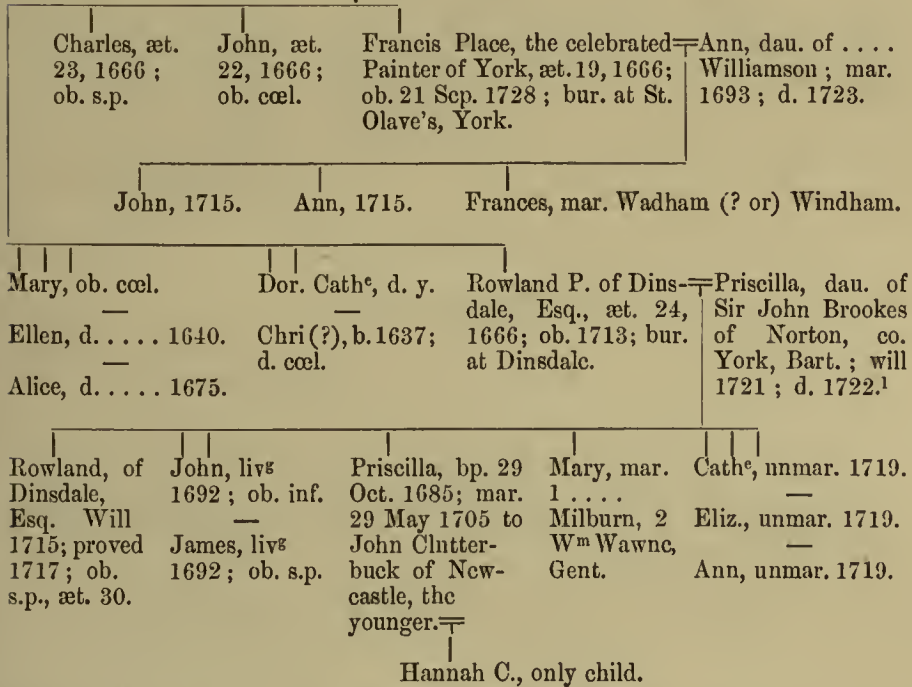 Charles, æt.
23, 1666 ;
ob. s.p.
John, æt.
22, 1666 ;
ob. cœl.
Francis Place, the celebrated
Painter of York, æt. 19, 1666;
ob. 21 Sep. 1728 ; bur. at St.
Olave's, York.
Ann, dau. of . . . .
Williamson ; mar.
1693 ; d. 1723.
John, 1715.
Ann, 1715.
Frances, mar. Wadham (? or) Windham.
Mary, ob. cœl.
—
Ellen, d. . . . . 1640.
—
Alice, d. . . . . 1675.
Dor. Cathᵉ, d. y.
—
Chri (?), b. 1637;
d. cœl.
Rowland P. of Dins-
dale, Esq., æt. 24,
1666; ob. 1713; bur.
at Dinsdale.
Priscilla, dau. of
Sir John Brookes
of Norton, co.
York, Bart. ; will
1721 ; d. 1722.¹
Rowland, of
Dinsdale,
Esq. Will
1715; proved
1717 ; ob.
s.p., æt. 30.
John, livᵍ
1692 ; ob. inf.
—
James, livᵍ
1692 ; ob. s.p.
Priscilla, bp. 29
Oct. 1685; mar.
29 May 1705 to
John Clutter-
buck of New-
castle, the
younger.
Mary, mar.
1 . . . .
Milburn, 2
Wᵐ Wawne,
Gent.
Cathᵉ, unmar. 1719.
—
Eliz., unmar. 1719.
—
Ann, unmar. 1719.
Hannah C., only child.